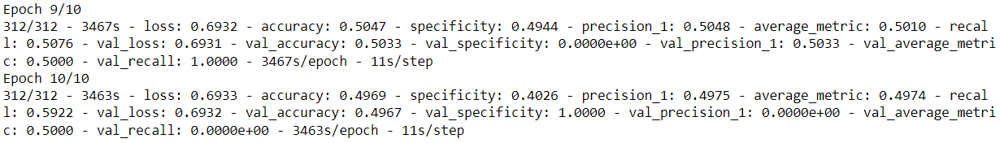 Epoch 9/10
312/312 - 3467s - loss: 0.6932 - accuracy: 0.5047 - specificity: 0.4944 - precision_1: 0.5048 - average_metric: 0.5010 - recal
l: 0.5076 - val_loss: 0.6931 - val_accuracy: 0.5033 - val_specificity: 0.0000e+00 - val_precision_1: 0.5033 - val_average_metri
c: 0.5000 - val_recall: 1.0000 - 3467s/epoch - 11s/step
Epoch 10/10
312/312 - 3463s - loss: 0.6933 - accuracy: 0.4969 - specificity: 0.4026 - precision_1: 0.4975 - average_metric: 0.4974 - recal
l: 0.5922 - val_loss: 0.6932 - val_accuracy: 0.4967 - val_specificity: 1.0000 - val_precision_1: 0.0000e+00 - val_average_metri
c: 0.5000 - val_recall: 0.0000e+00 - 3463s/epoch - 11s/step